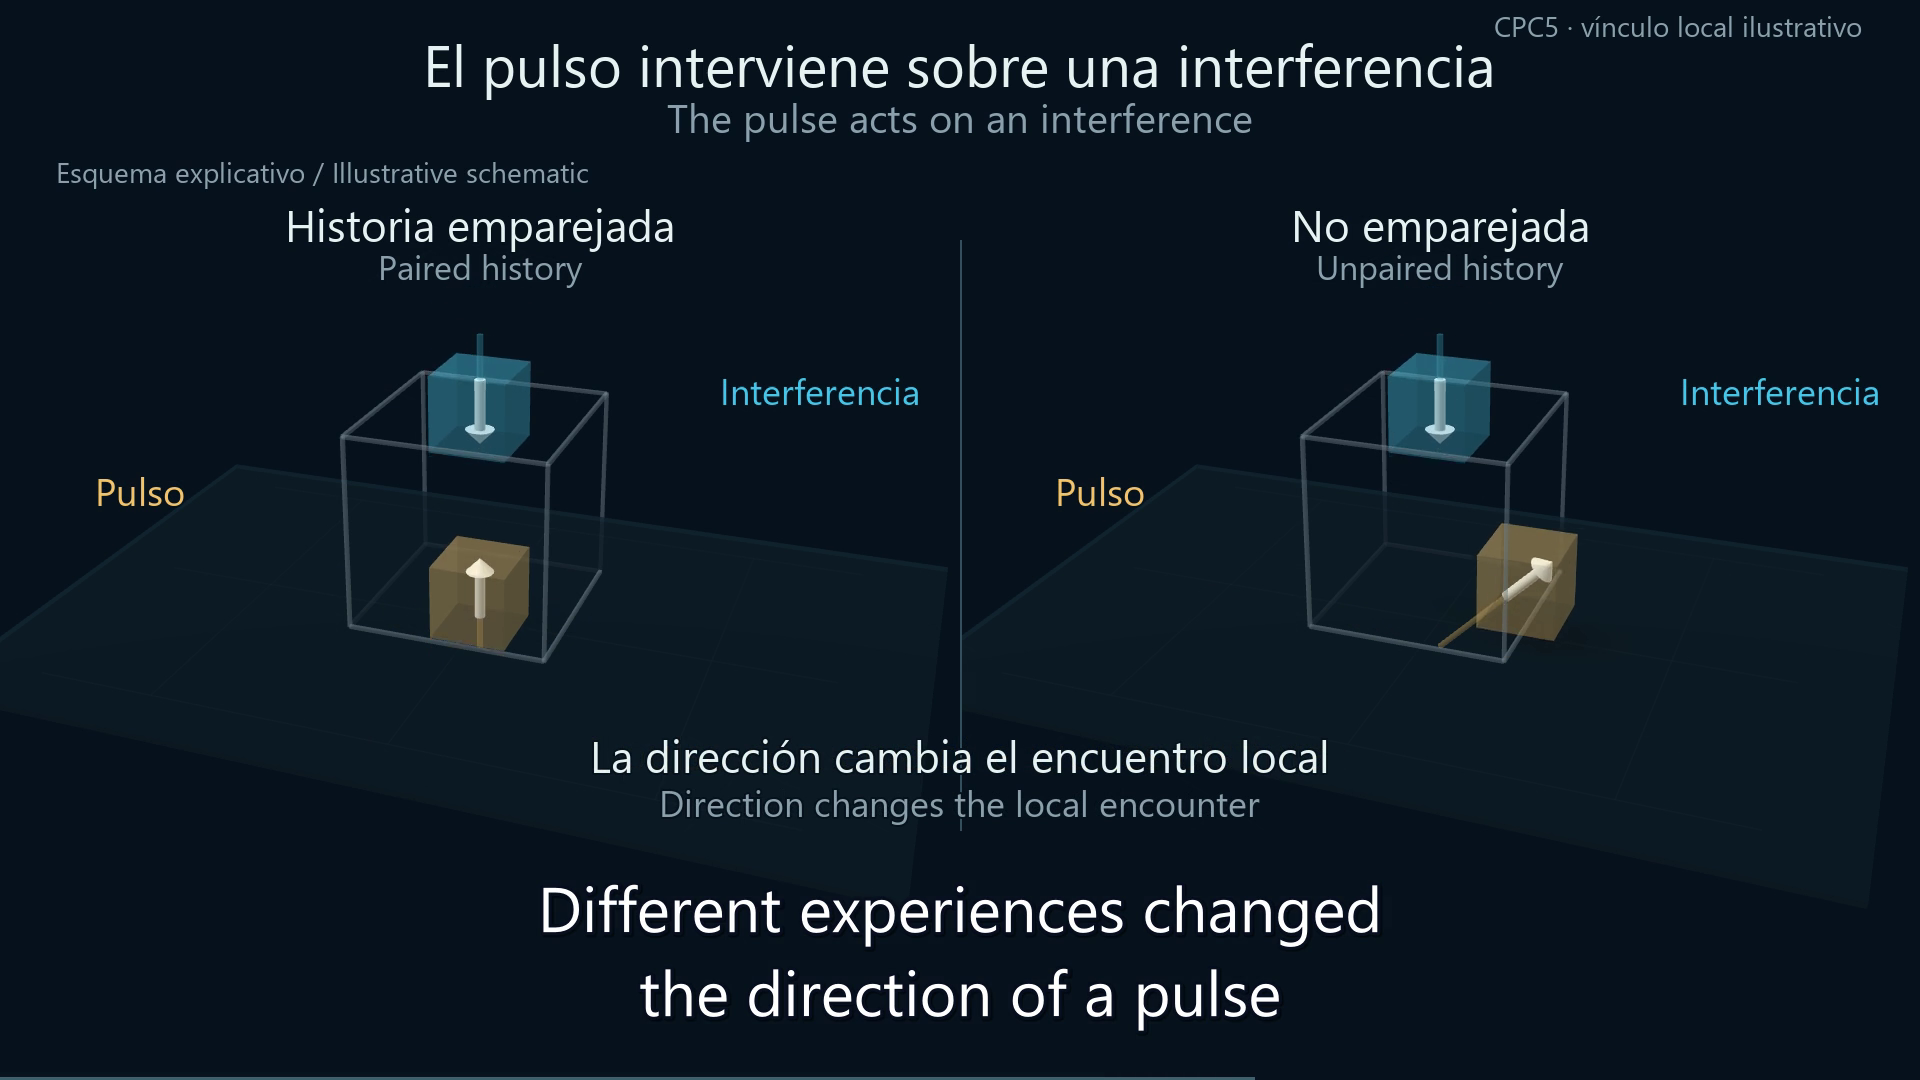 CPC5 · vínculo local ilustrativo
El pulso interviene sobre una interferencia
The pulse acts on an interference
Esquema explicativo / Illustrative schematic
Historia emparejada
Paired history
No emparejada
Unpaired history
Interferencia
Pulso
Interferencia
Pulso
La dirección cambia el encuentro local
Direction changes the local encounter
Different experiences changed
the direction of a pulse